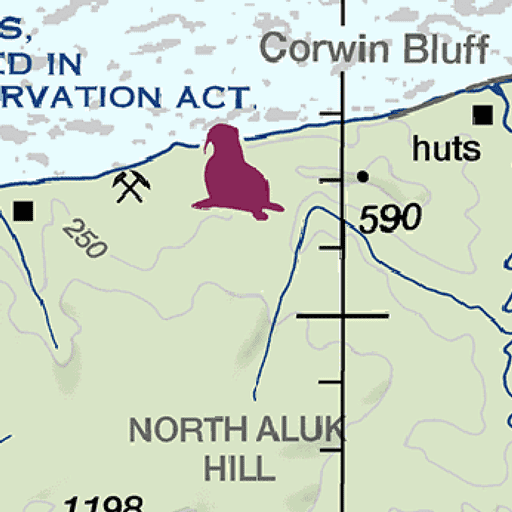 S,
ED IN
RVATION ACT.
Corwin Bluff
huts
590
250
NORTH ALUK
HILL
1198